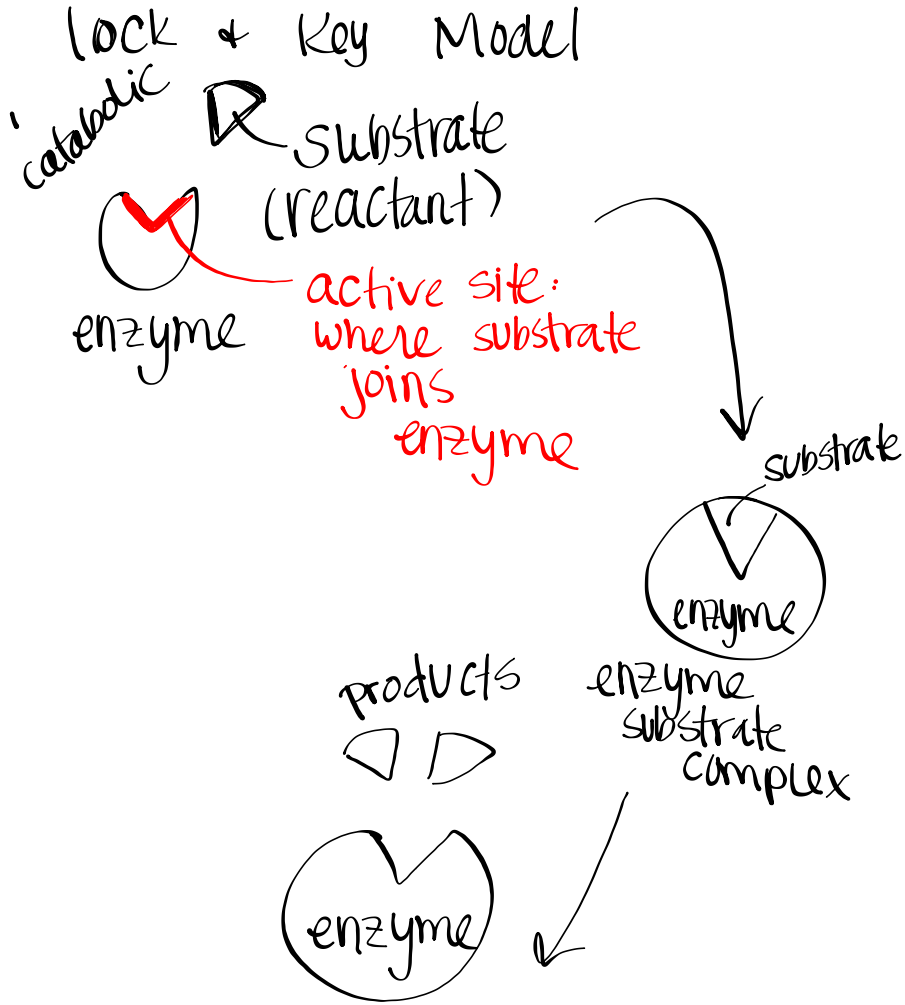 lock & Key Model
catabolic
substrate
(reactant)
enzyme
active site:
where substrate
joins
enzyme
substrate
enzyme
enzyme
substrate
complex
products
enzyme